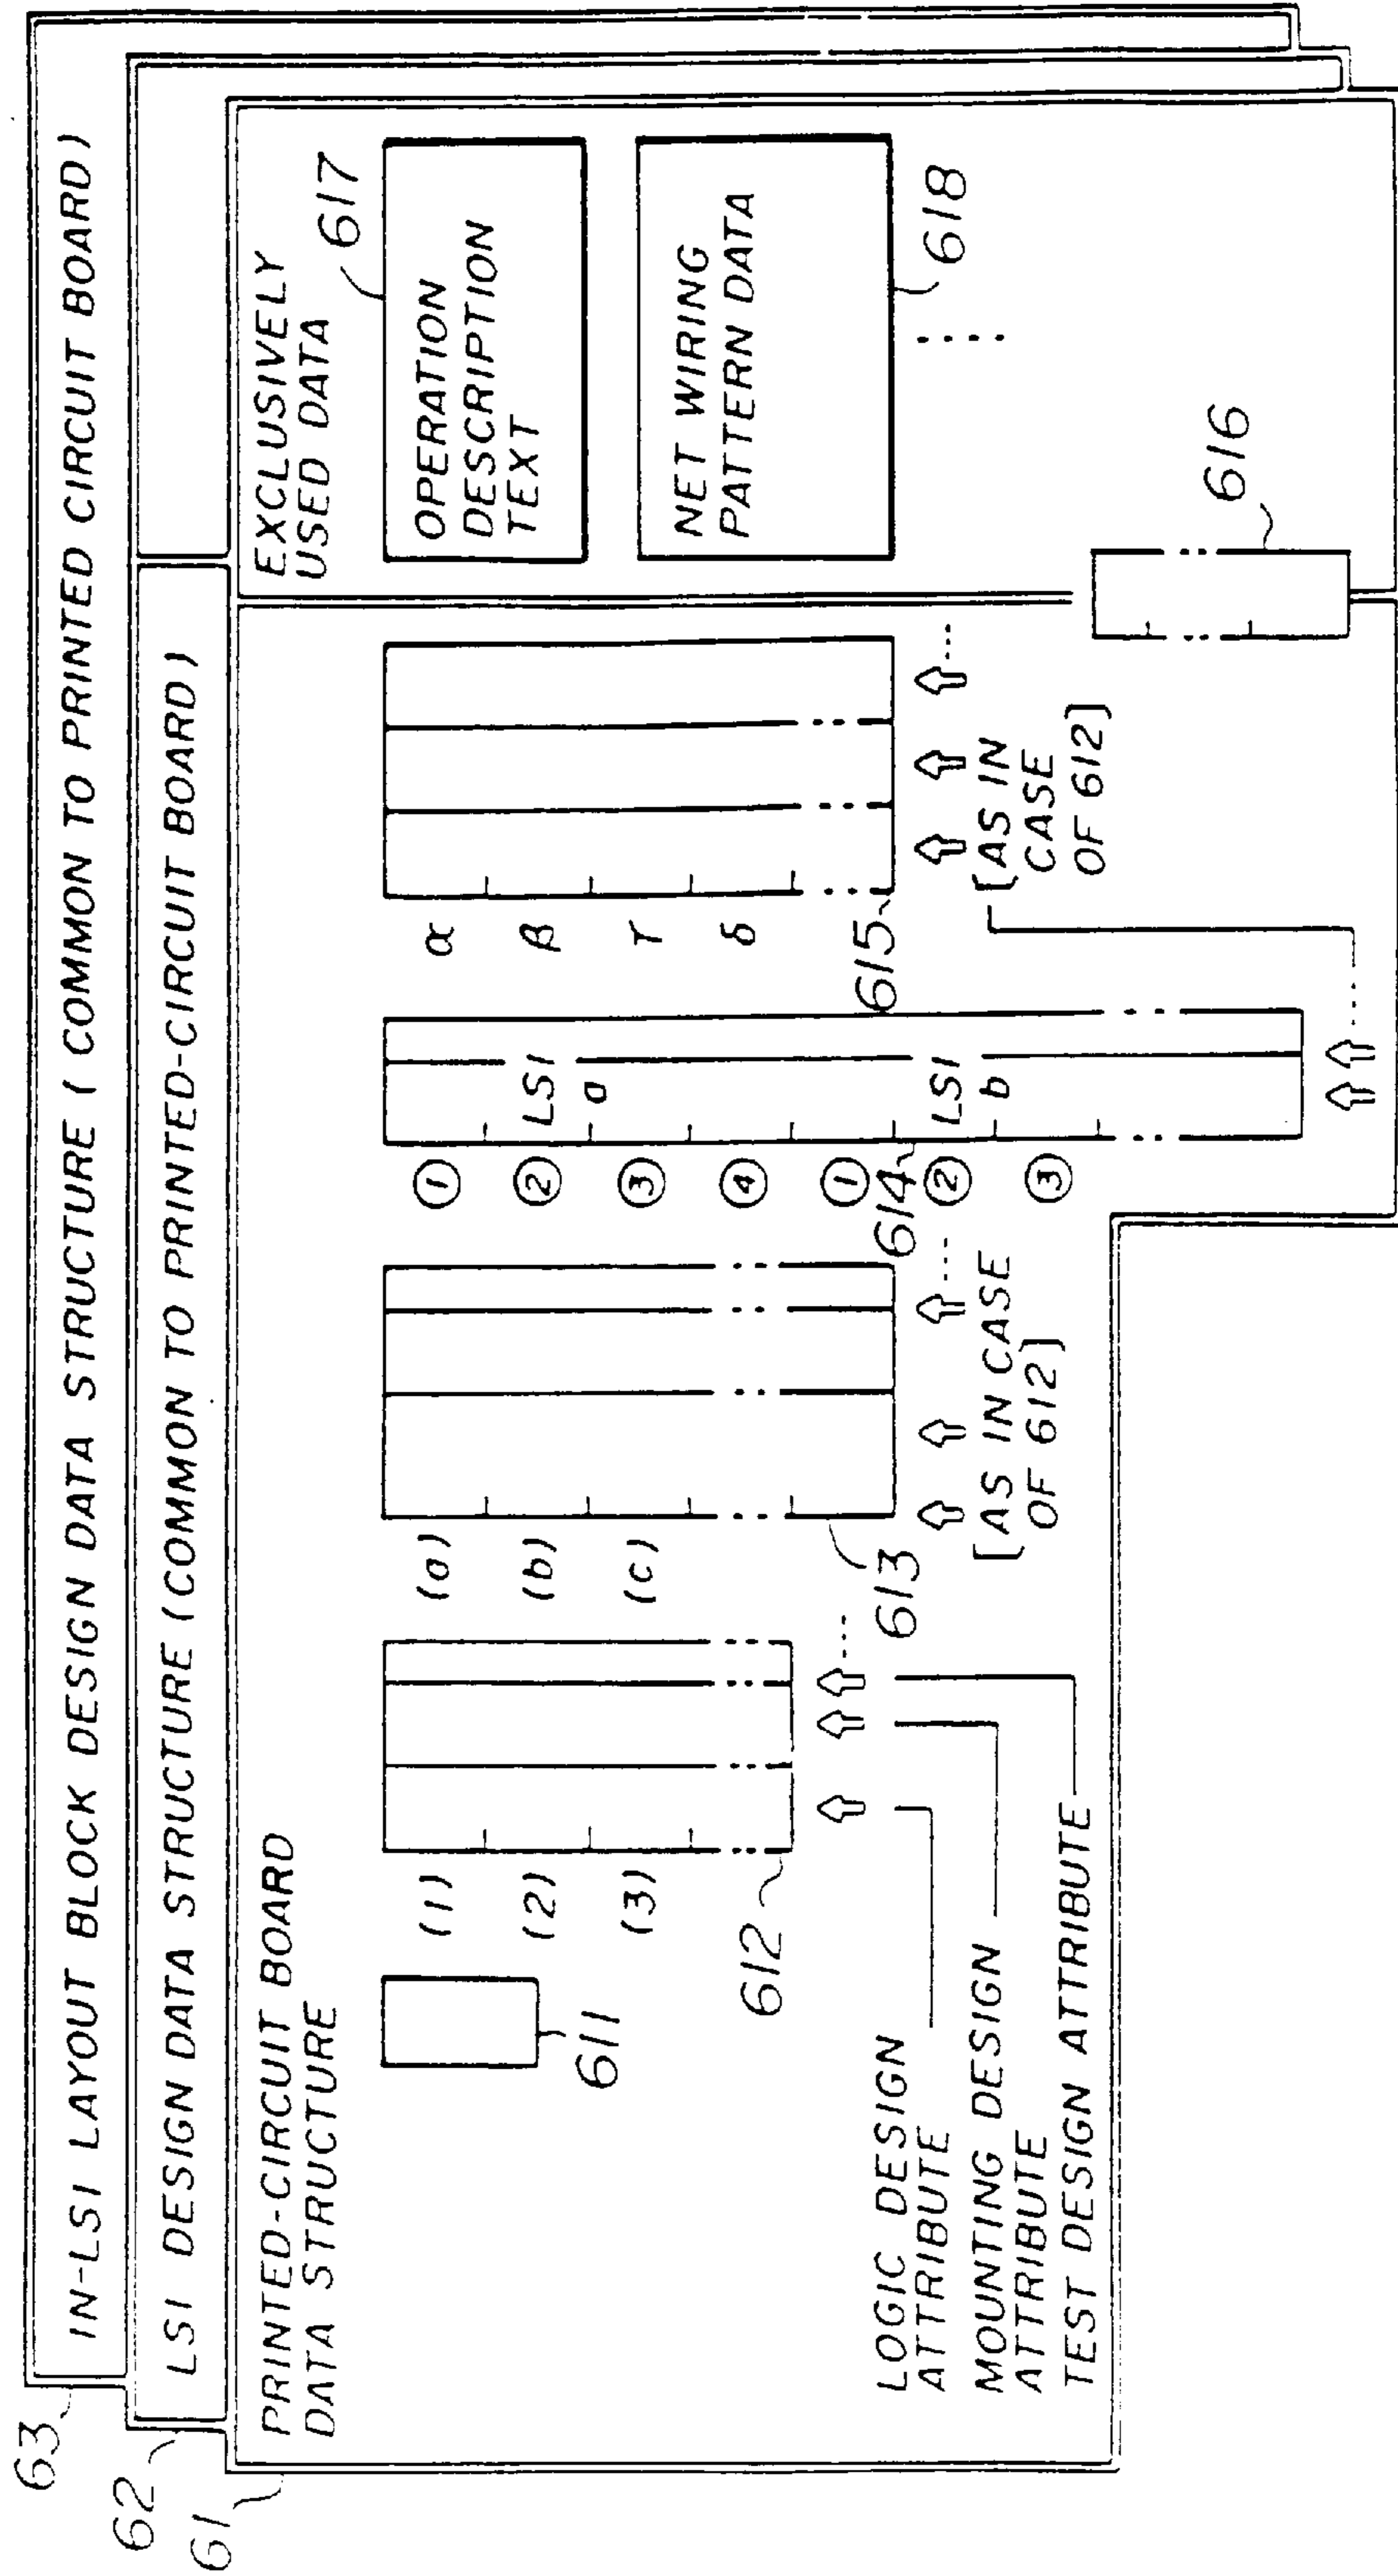 63
IN-LSI LAYOUT BLOCK DESIGN DATA STRUCTURE ( COMMON TO PRINTED CIRCUIT BOARD)
62
LSI DESIGN DATA STRUCTURE (COMMON TO PRINTED-CIRCUIT BOARD)
61
PRINTED-CIRCUIT BOARD
DATA STRUCTURE
611
(1)
(2)
(3)
612
LOGIC DESIGN
ATTRIBUTE
MOUNTING DESIGN
ATTRIBUTE
TEST DESIGN ATTRIBUTE
(a)
(b)
(c)
613
[AS IN CASE
OF 612]
①
②
③
④
①
②
③
LSI
a
LSI
b
614
α
β
γ
δ
615
[AS IN
CASE
OF 612]
616
EXCLUSIVELY
USED DATA
617
OPERATION
DESCRIPTION
TEXT
NET WIRING
PATTERN DATA
618